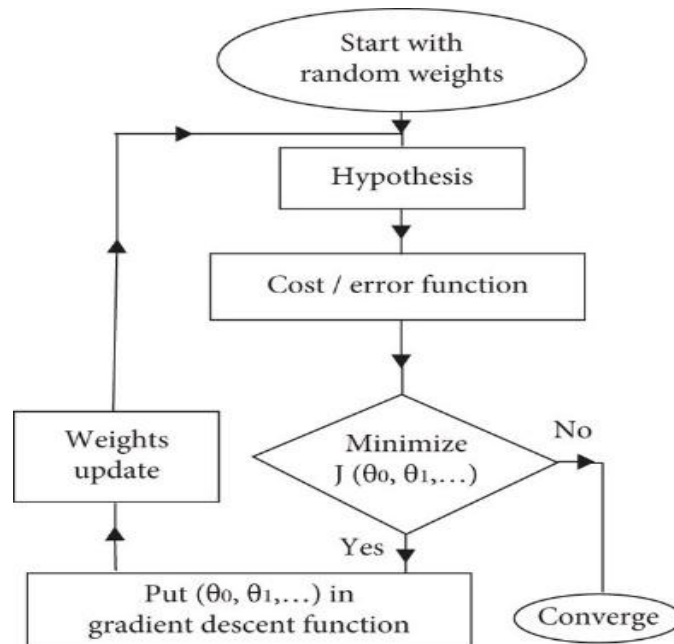 Start with
random weights
Hypothesis
Cost / error function
Minimize
J (θ0, θ1,...)
No
Weights
update
Yes
Put (θ0, θ1,...) in
gradient descent function
Converge